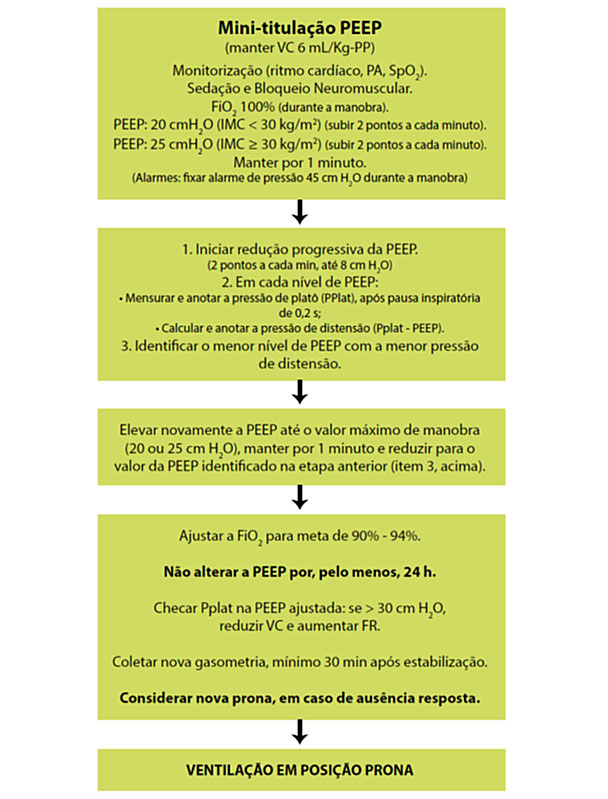 Mini-titulação PEEP
(manter VC 6 mL/Kg-PP)
Monitorização (ritmo cardíaco, PA, SpO₂).
Sedação e Bloqueio Neuromuscular.
FiO₂ 100% (durante a manobra).
PEEP: 20 cmH₂O (IMC < 30 kg/m²) (subir 2 pontos a cada minuto).
PEEP: 25 cmH₂O (IMC ≥ 30 kg/m²) (subir 2 pontos a cada minuto).
Manter por 1 minuto.
(Alarmes: fixar alarme de pressão 45 cm H₂O durante a manobra)
1. Iniciar redução progressiva da PEEP.
(2 pontos a cada min, até 8 cm H₂O)
2. Em cada nível de PEEP:
• Mensurar e anotar a pressão de platô (PPlat), após pausa inspiratória
de 0,2 s;
• Calcular e anotar a pressão de distensão (Pplat - PEEP).
3. Identificar o menor nível de PEEP com a menor pressão
de distensão.
Elevar novamente a PEEP até o valor máximo de manobra
(20 ou 25 cm H₂O), manter por 1 minuto e reduzir para o
valor da PEEP identificado na etapa anterior (item 3, acima).
Ajustar a FiO₂ para meta de 90% - 94%.
Não alterar a PEEP por, pelo menos, 24 h.
Checar Pplat na PEEP ajustada: se > 30 cm H₂O,
reduzir VC e aumentar FR.
Coletar nova gasometria, mínimo 30 min após estabilização.
Considerar nova prona, em caso de ausência resposta.
VENTILAÇÃO EM POSIÇÃO PRONA